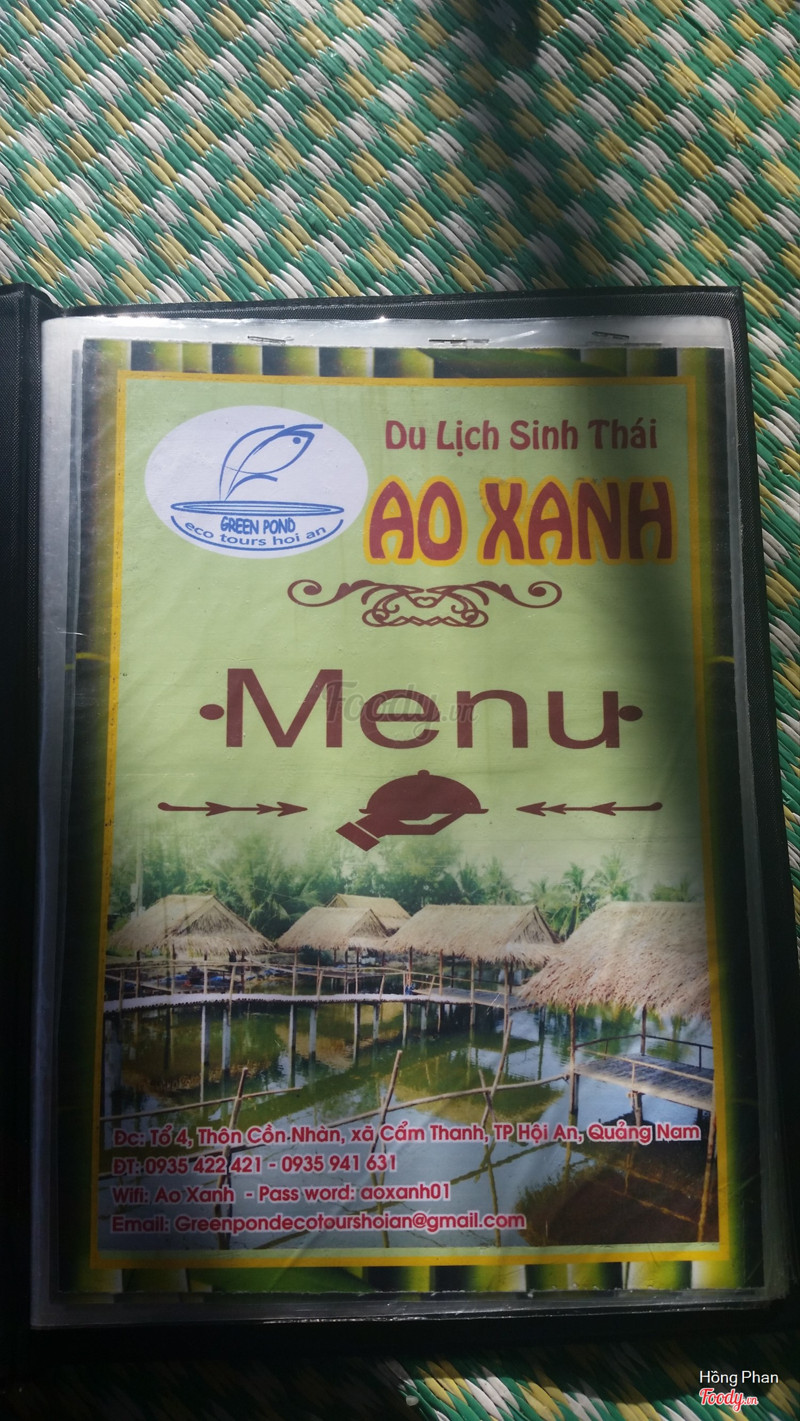 Du Lịch Sinh Thái
AO XANH
GREEN POND
eco tours hoi an
Menu
Foody.vn
Đc: Tổ 4, Thôn Cồn Nhàn, xã Cẩm Thanh, TP Hội An, Quảng Nam
ĐT: 0935 422 421 - 0935 941 631
Wifi: Ao Xanh - Pass word: aoxanh01
Email: Greenpondecotourshoian@gmail.com
Hồng Phan
Foody.vn